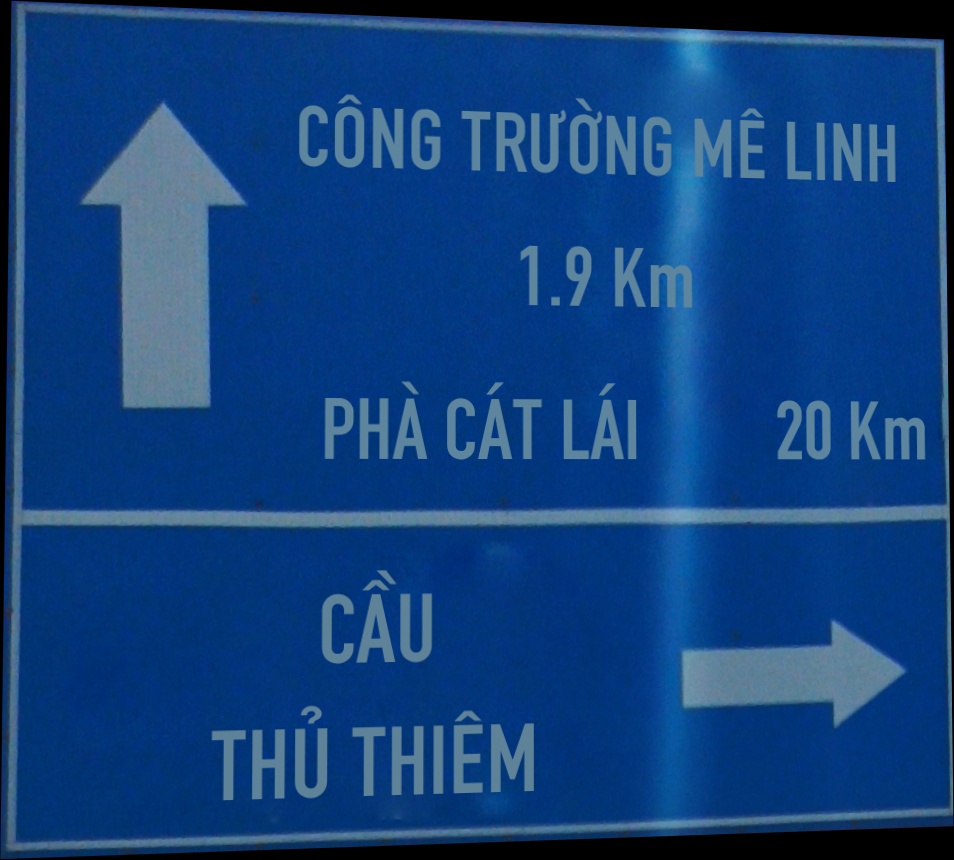 CÔNG TRƯỜNG MÊ LINH
1.9 Km
PHÀ CÁT LÁI 20 Km
CẦU
THỦ THIÊM